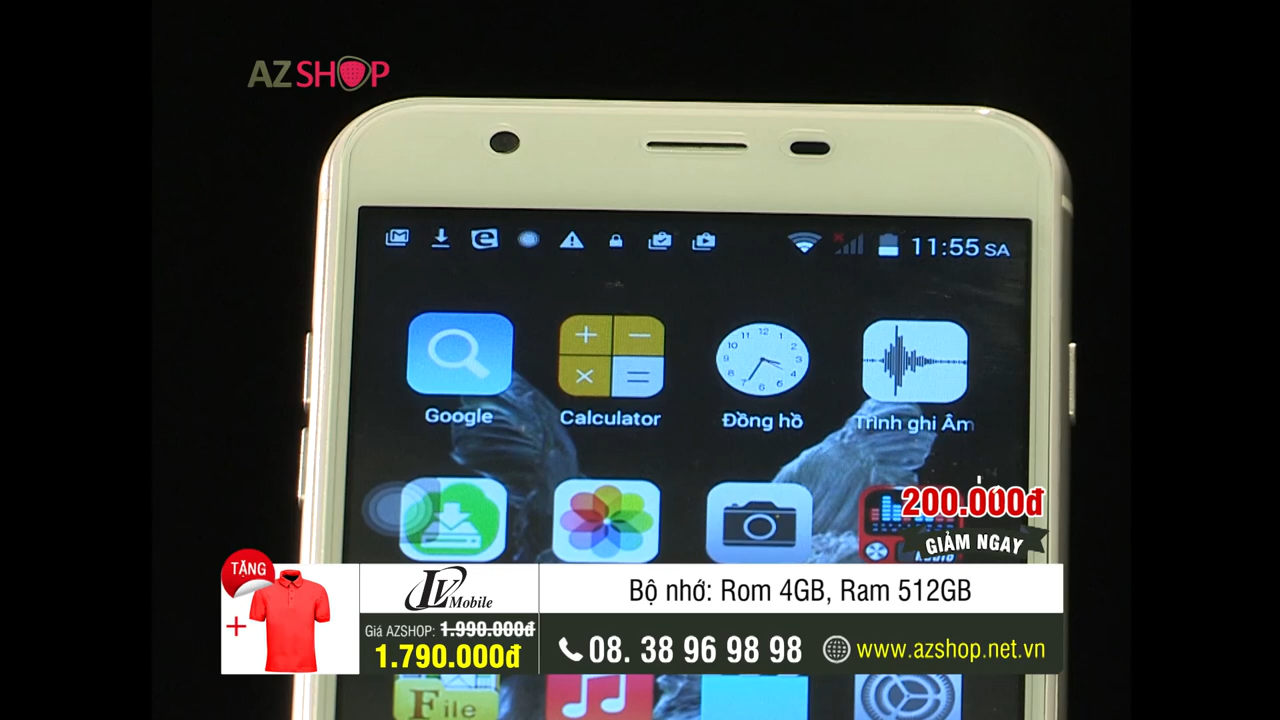 AZ SHOP
11:55 SA
Google
Calculator
Đồng hồ
Trình ghi Âm
200.000đ
GIẢM NGAY
TẶNG
+
LV Mobile
Bộ nhớ: Rom 4GB, Ram 512GB
Giá AZSHOP: 1.990.000đ
1.790.000đ
08. 38 96 98 98
www.azshop.net.vn
File